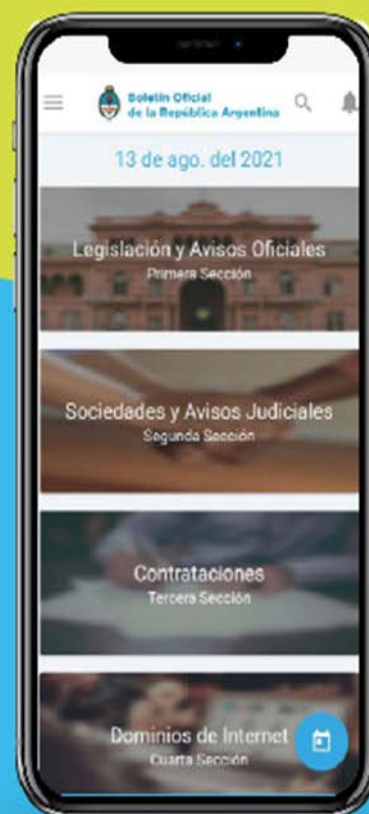 Boletín Oficial
de la República Argentina
13 de ago. del 2021
Legislación y Avisos Oficiales
Primera Sección
Sociedades y Avisos Judiciales
Segunda Sección
Contrataciones
Tercera Sección
Dominios de Internet
Cuarta Sección